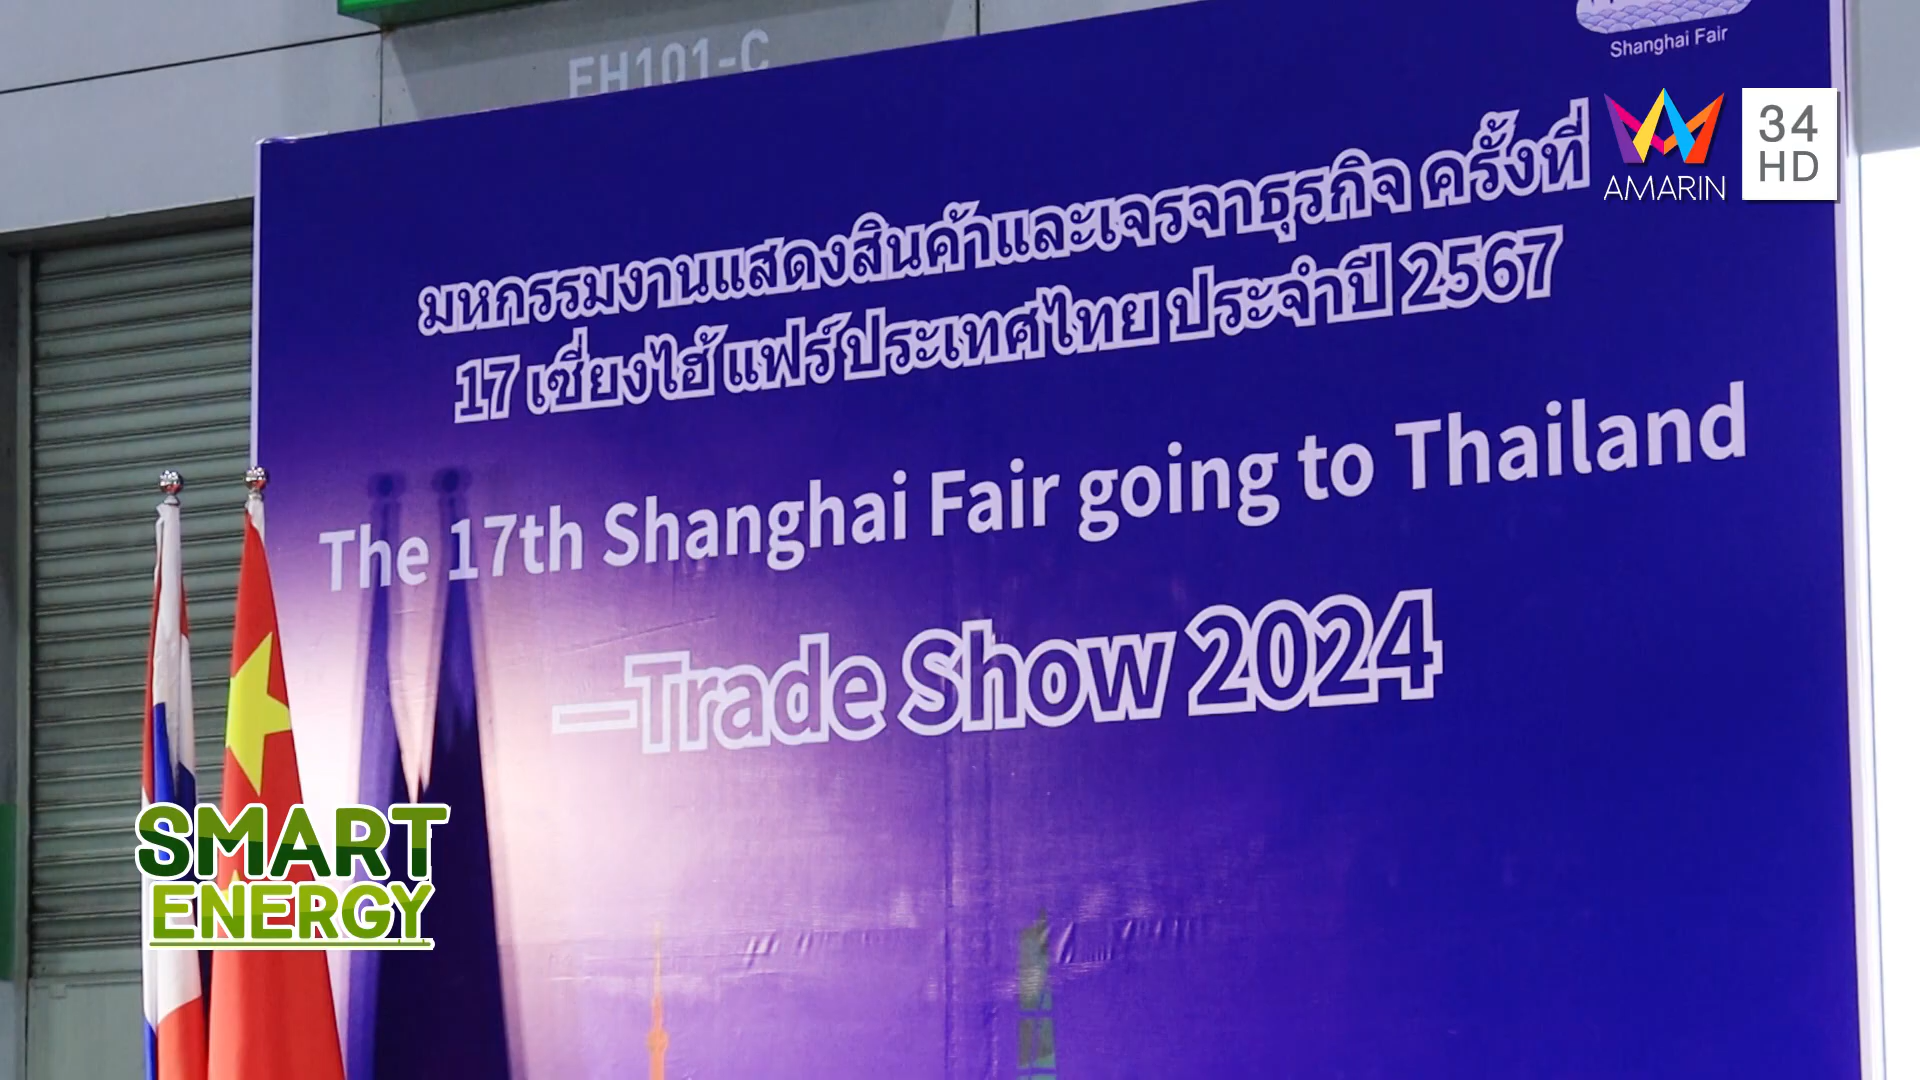 EH101-C
Shanghai Fair
AMARIN
34
HD
มหกรรมงานแสดงสินค้าและเจรจาธุรกิจ ครั้งที่
17 เซี่ยงไฮ้ แฟร์ประเทศไทย ประจำปี 2567
The 17th Shanghai Fair going to Thailand
—Trade Show 2024
SMART
ENERGY